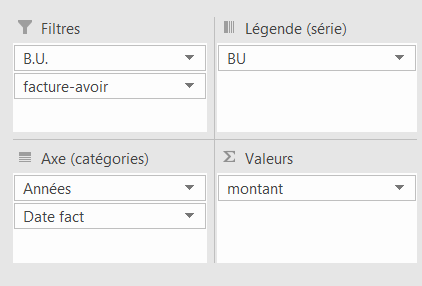 Filtres
B.U.
facture-avoir
Légende (série)
BU
Axe (catégories)
Années
Date fact
Valeurs
montant